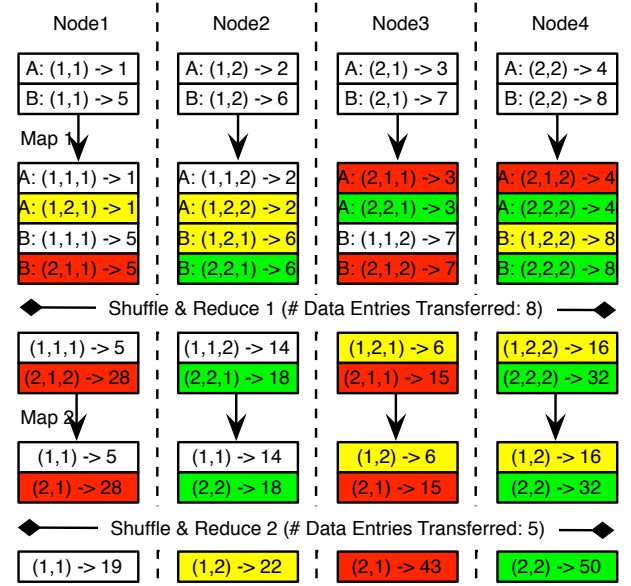 Node1 Node2 Node3 Node4
A: (1,1) -> 1 A: (1,2) -> 2 A: (2,1) -> 3 A: (2,2) -> 4
B: (1,1) -> 5 B: (1,2) -> 6 B: (2,1) -> 7 B: (2,2) -> 8
Map 1
A: (1,1,1) -> 1 A: (1,1,2) -> 2 A: (2,1,1) -> 3 A: (2,1,2) -> 4
A: (1,2,1) -> 1 A: (1,2,2) -> 2 A: (2,2,1) -> 3 A: (2,2,2) -> 4
B: (1,1,1) -> 5 B: (1,2,1) -> 6 B: (1,1,2) -> 7 B: (1,2,2) -> 8
B: (2,1,1) -> 5 B: (2,2,1) -> 6 B: (2,1,2) -> 7 B: (2,2,2) -> 8
Shuffle & Reduce 1 (# Data Entries Transferred: 8)
(1,1,1) -> 5 (1,1,2) -> 14 (1,2,1) -> 6 (1,2,2) -> 16
(2,1,2) -> 28 (2,2,1) -> 18 (2,1,1) -> 15 (2,2,2) -> 32
Map 2
(1,1) -> 5 (1,1) -> 14 (1,2) -> 6 (1,2) -> 16
(2,1) -> 28 (2,2) -> 18 (2,1) -> 15 (2,2) -> 32
Shuffle & Reduce 2 (# Data Entries Transferred: 5)
(1,1) -> 19 (1,2) -> 22 (2,1) -> 43 (2,2) -> 50